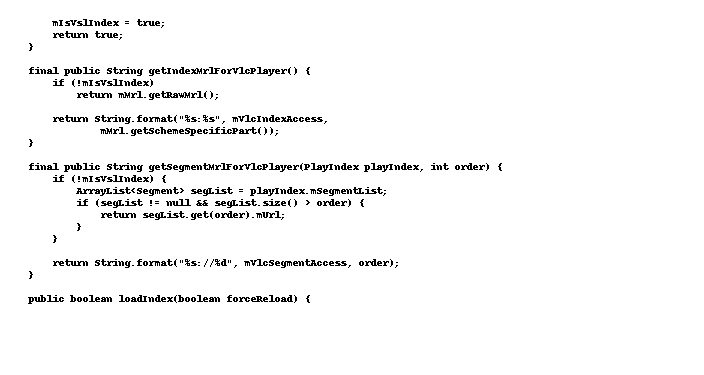 mIsVslIndex = true;
    return true;
}

final public String getIndexMrlForVlcPlayer() {
    if (!mIsVslIndex)
        return mMrl.getRawMrl();

    return String.format("%s:%s", mVlcIndexAccess,
            mMrl.getSchemeSpecificPart());
}

final public String getSegmentMrlForVlcPlayer(PlayIndex playIndex, int order) {
    if (!mIsVslIndex) {
        ArrayList<Segment> segList = playIndex.mSegmentList;
        if (segList != null && segList.size() > order) {
            return segList.get(order).mUrl;
        }
    }

    return String.format("%s://%d", mVlcSegmentAccess, order);
}

public boolean loadIndex(boolean forceReload) {